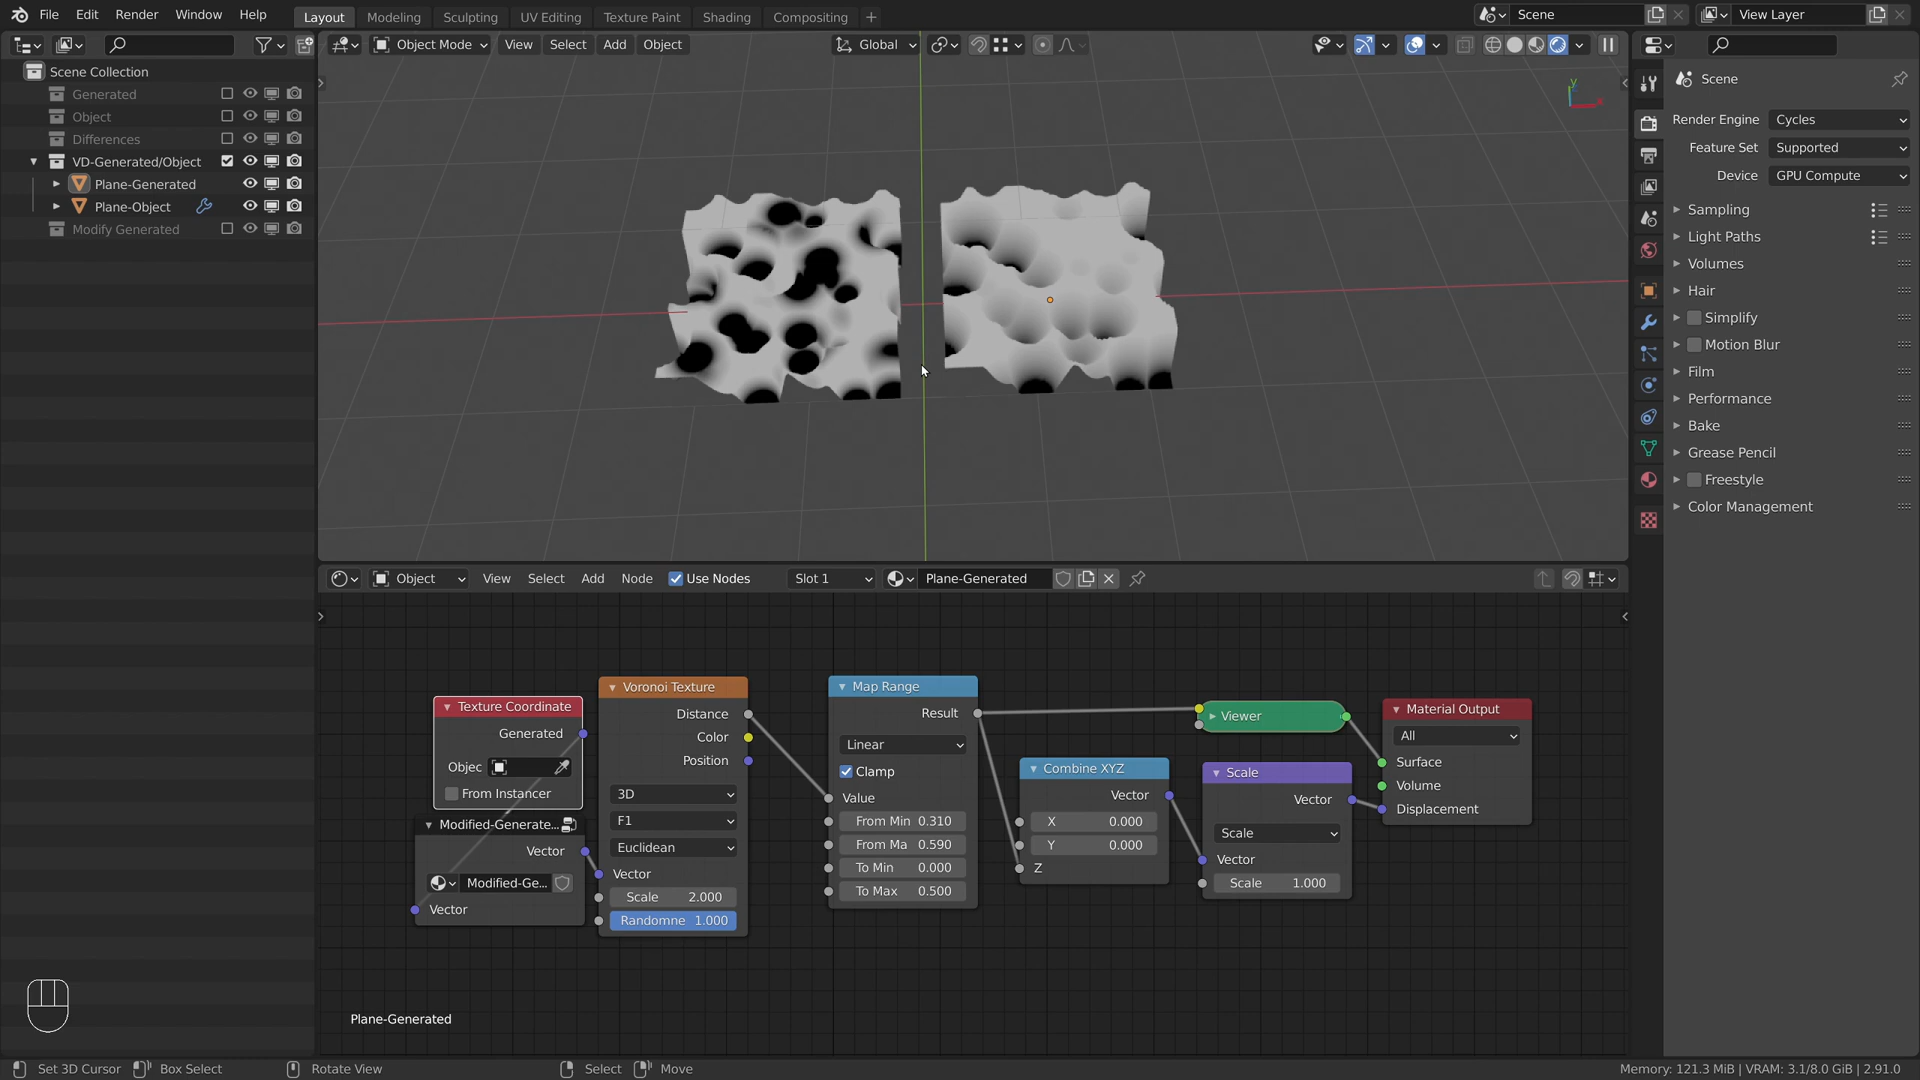 File Edit Render Window Help
Layout Modeling Sculpting UV Editing Texture Paint Shading Compositing
Scene
View Layer
Object Mode View Select Add Object
Global
Scene Collection
Generated
Object
Differences
VD-Generated/Object
Plane-Generated
Plane-Object
Modify Generated
Y
Scene
Render Engine Cycles
Feature Set Supported
Device GPU Compute
Sampling
Light Paths
Volumes
Hair
Simplify
Motion Blur
Film
Performance
Bake
Grease Pencil
Freestyle
Color Management
Object View Select Add Node Use Nodes Slot 1 Plane-Generated
Texture Coordinate
Generated
Objec
From Instancer
Modified-Generate...
Vector
Modified-Ge...
Vector
Voronoi Texture
Distance
Color
Position
3D
F1
Euclidean
Vector
Scale 2.000
Randomne 1.000
Map Range
Result
Linear
Clamp
Value
From Min 0.310
From Ma 0.590
To Min 0.000
To Max 0.500
Combine XYZ
Vector
X 0.000
Y 0.000
Z
Viewer
Scale
Vector
Scale
Vector
Scale 1.000
Material Output
All
Surface
Volume
Displacement
Plane-Generated
Set 3D Cursor Box Select Rotate View Select Move
Memory: 121.3 MiB | VRAM: 3.1/8.0 GiB | 2.91.0